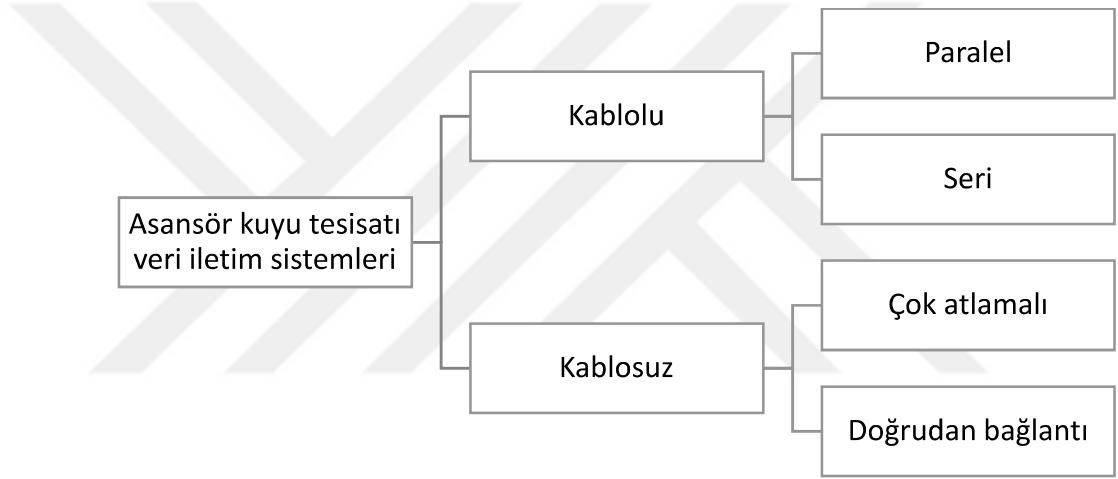 Asansör kuyu tesisatı
veri iletim sistemleri
Kablolu
Paralel
Seri
Kablosuz
Çok atlamalı
Doğrudan bağlantı